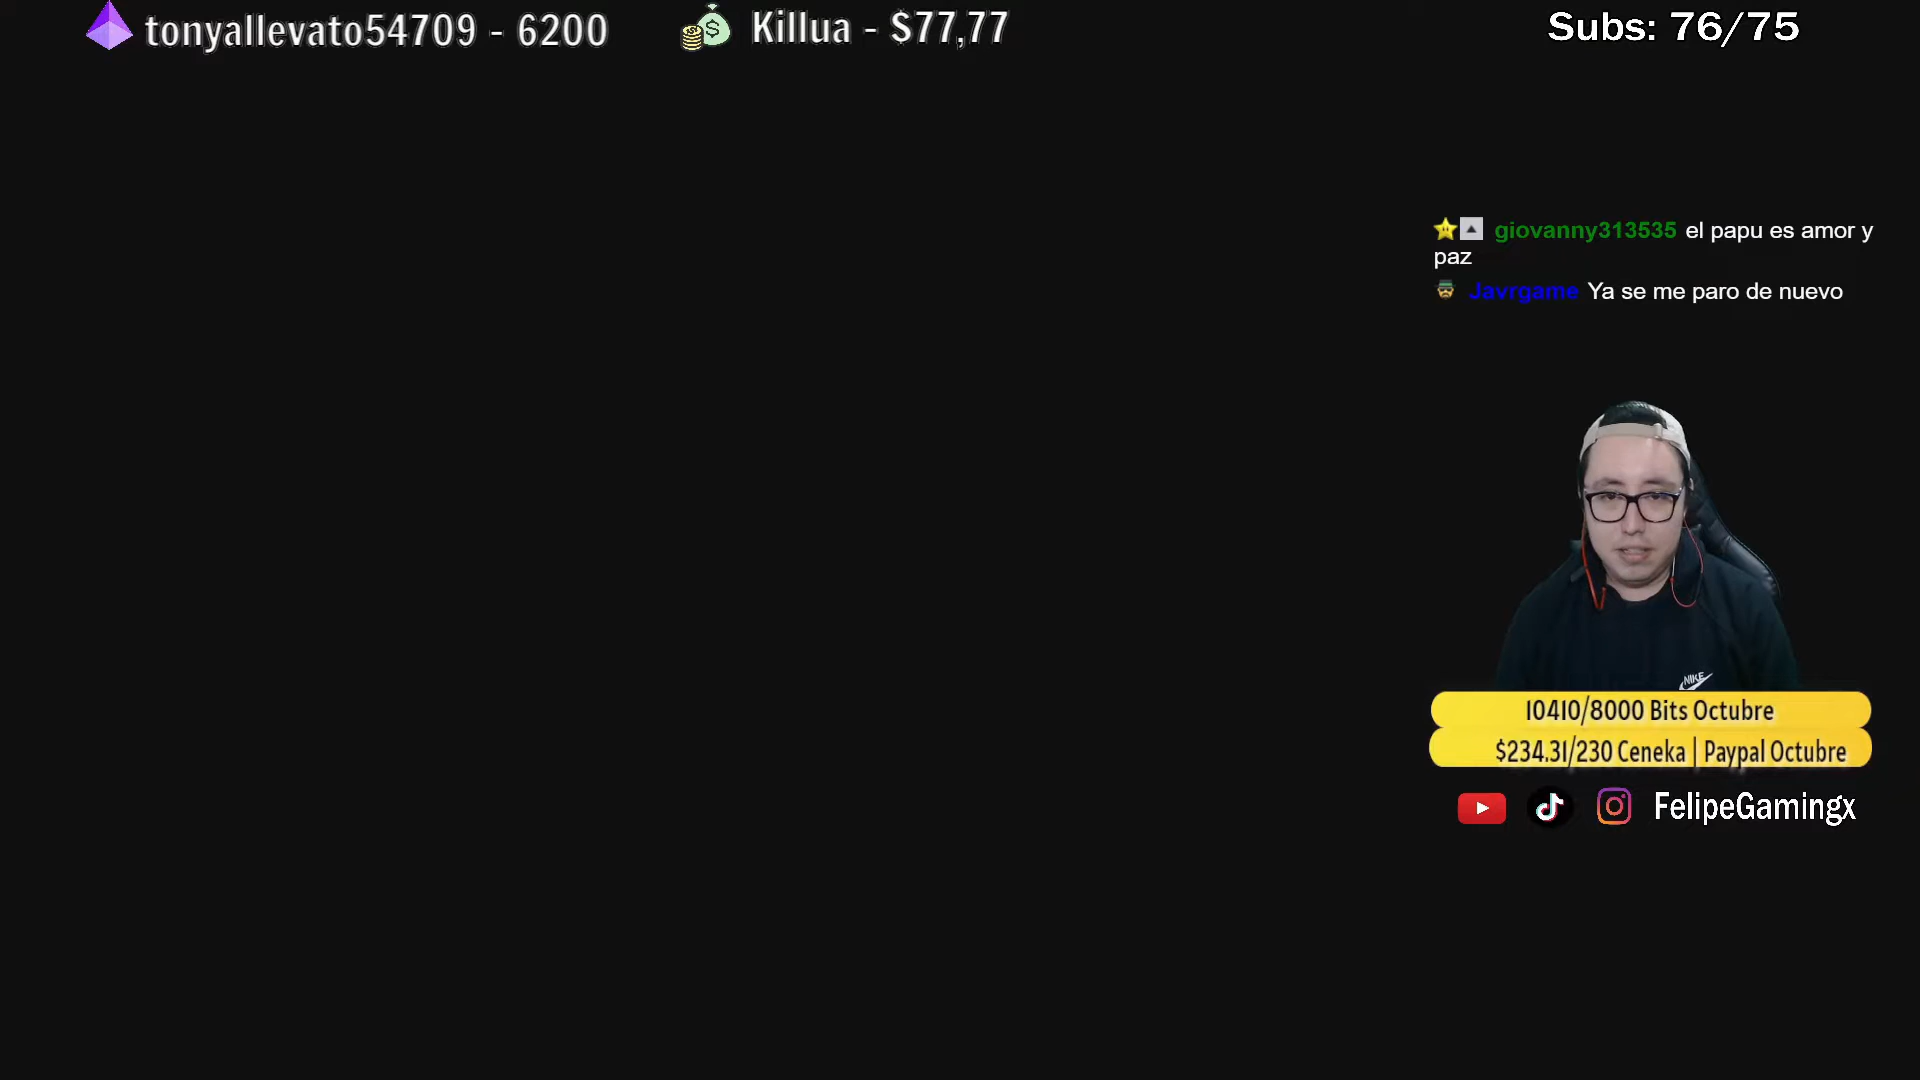 tonyallevato54709 - 6200
Killua - $77,77
Subs: 76/75
giovanny313535 el papu es amor y
paz
Javrgame Ya se me paro de nuevo
NIKE
10410/8000 Bits Octubre
$234.31/230 Ceneka | Paypal Octubre
FelipeGamingx